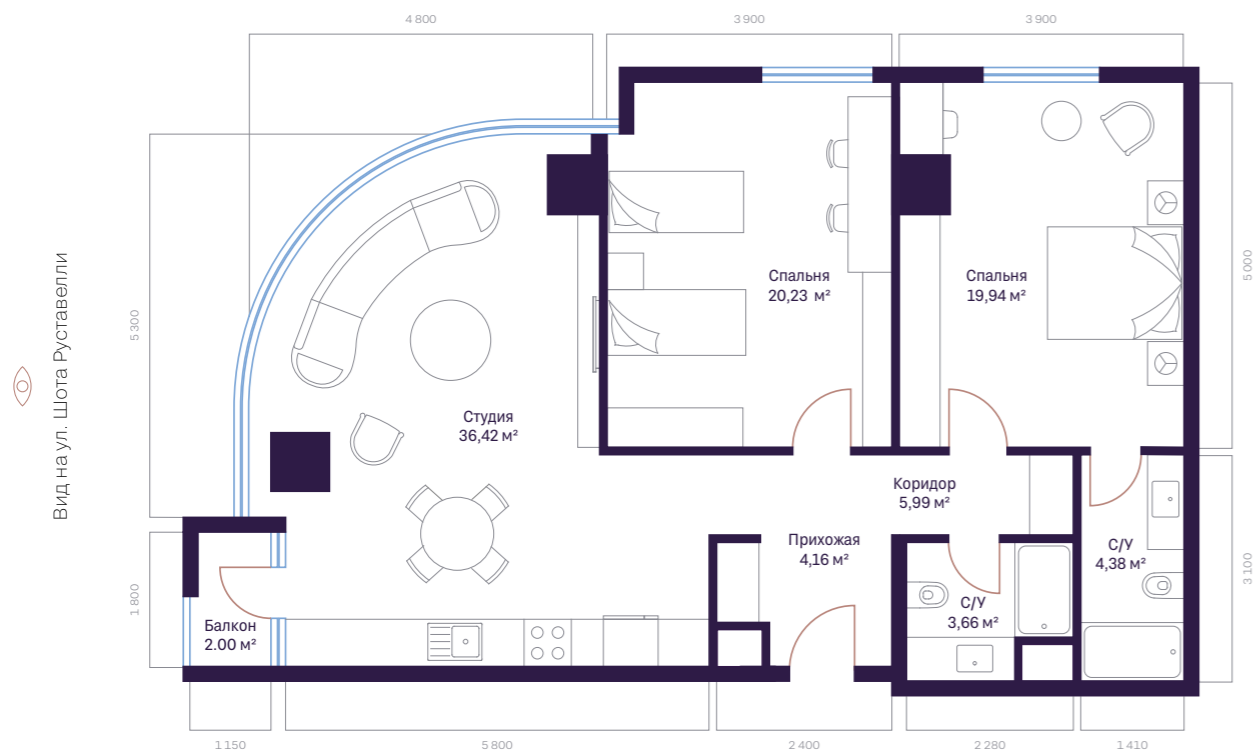 4 800
3 900
3 900
Вид на ул. Шота Руставелли
5 300
1 800
5 000
3 100
Спальня
20,23 м²
Спальня
19,94 м²
Студия
36,42 м²
Коридор
5,99 м²
Прихожая
4,16 м²
С/У
4,38 м²
С/У
3,66 м²
Балкон
2.00 м²
1 150
5 800
2 400
2 280
1 410